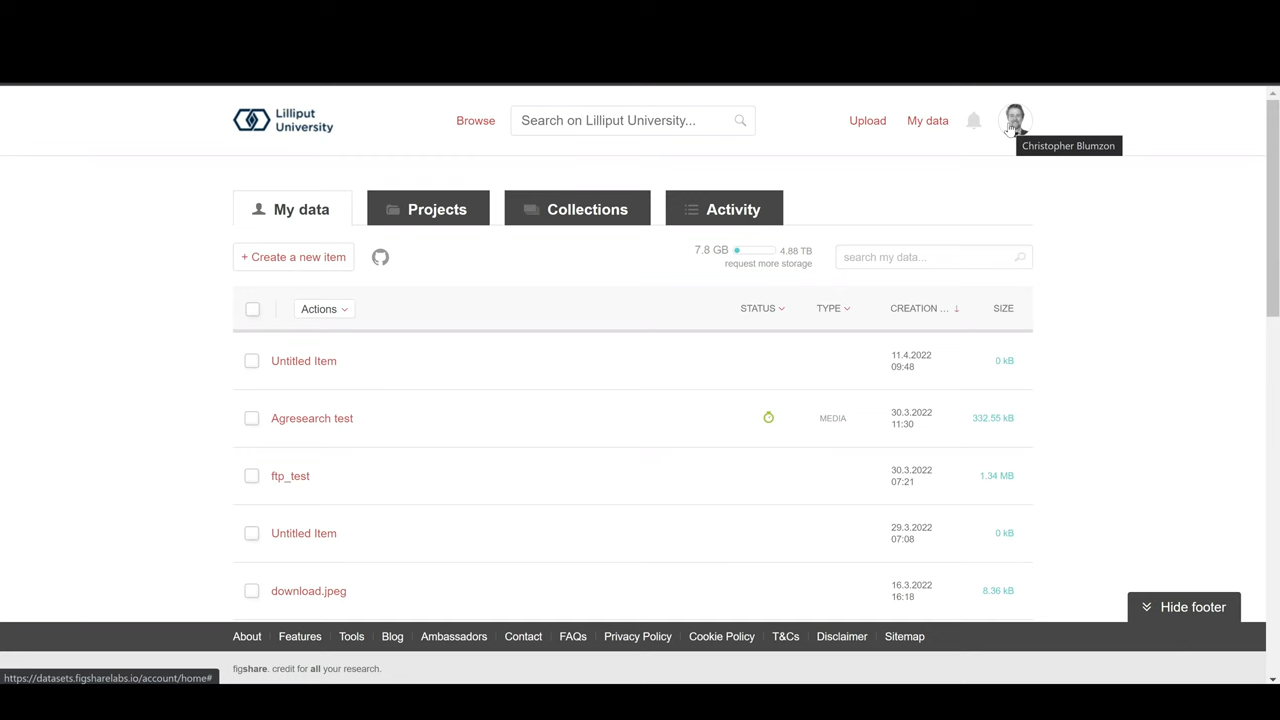 Lilliput
University
Browse
Search on Lilliput University...
Upload
My data
Christopher Blumzon
My data
Projects
Collections
Activity
+ Create a new item
7.8 GB
4.88 TB
request more storage
search my data...
Actions
STATUS
TYPE
CREATION ...
SIZE
Untitled Item
11.4.2022
09:48
0 kB
Agresearch test
MEDIA
30.3.2022
11:30
332.55 kB
ftp_test
30.3.2022
07:21
1.34 MB
Untitled Item
29.3.2022
07:08
0 kB
download.jpeg
16.3.2022
16:18
8.36 kB
Hide footer
About
Features
Tools
Blog
Ambassadors
Contact
FAQs
Privacy Policy
Cookie Policy
T&Cs
Disclaimer
Sitemap
figshare. credit for all your research.
https://datasets.figsharelabs.io/account/home#